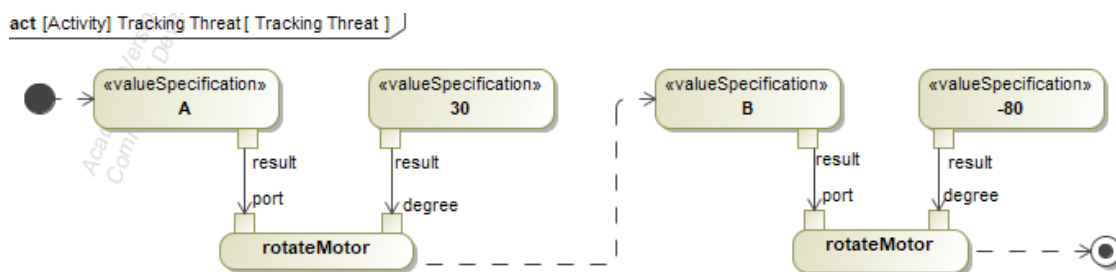 act [Activity] Tracking Threat [ Tracking Threat ]
«valueSpecification»
A
«valueSpecification»
30
«valueSpecification»
B
«valueSpecification»
-80
result
result
result
result
port
degree
port
degree
rotateMotor
rotateMotor